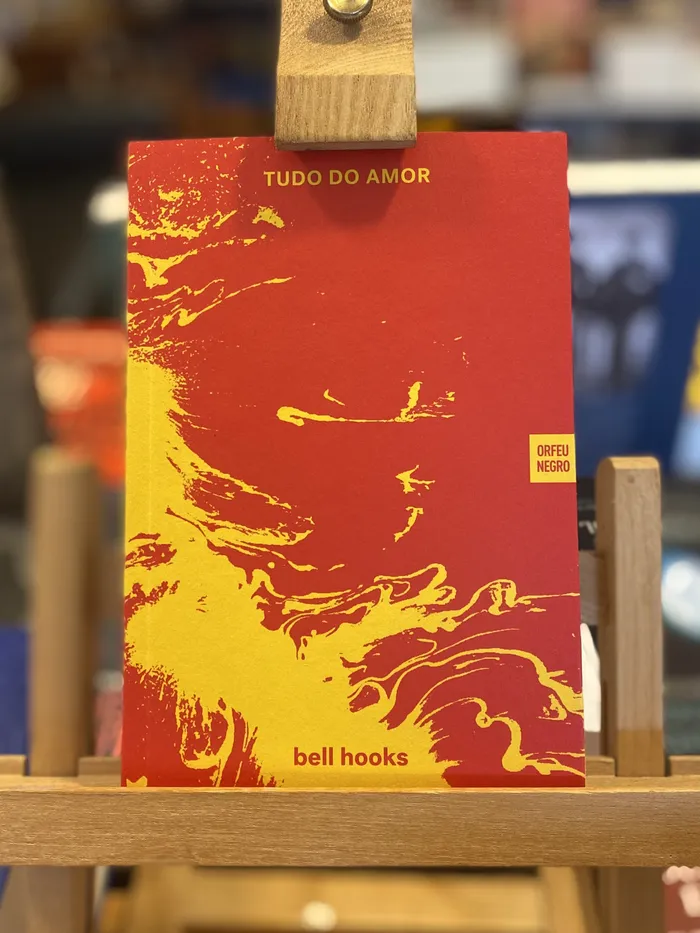 TUDO DO AMOR
ORFEU
NEGRO
bell hooks